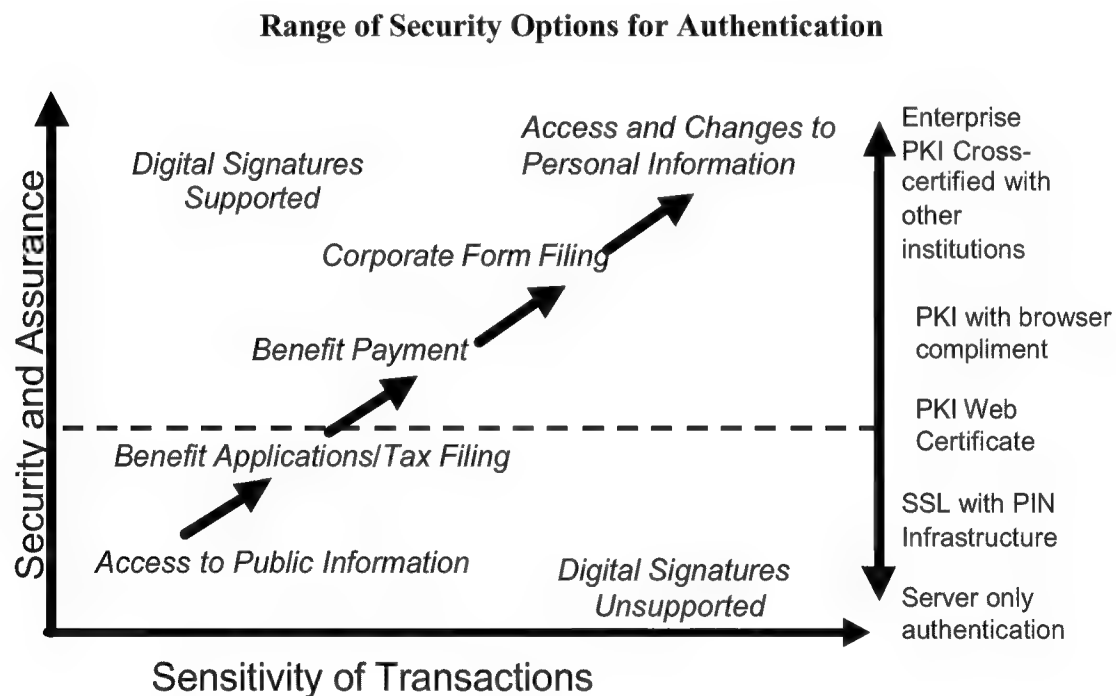 Range of Security Options for Authentication
Security and Assurance
Digital Signatures
Supported
Access and Changes to
Personal Information
Corporate Form Filing
Benefit Payment
Benefit Applications/Tax Filing
Access to Public Information
Digital Signatures
Unsupported
Enterprise
PKI Cross-
certified with
other
institutions
PKI with browser
compliment
PKI Web
Certificate
SSL with PIN
Infrastructure
Server only
authentication
Sensitivity of Transactions